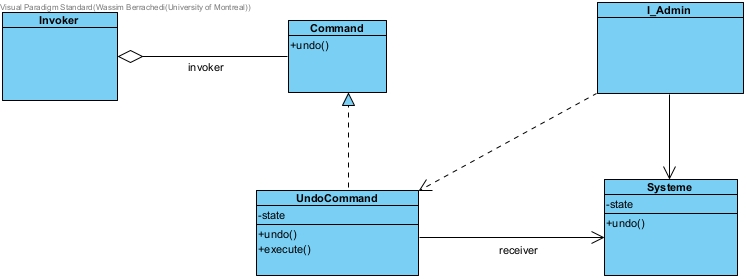 Visual Paradigm Standard(Wassim Berrachedi(University of Montreal))
Invoker
Command
+undo()
I_Admin
invoker
UndoCommand
-state
+undo()
+execute()
Systeme
-state
+undo()
receiver